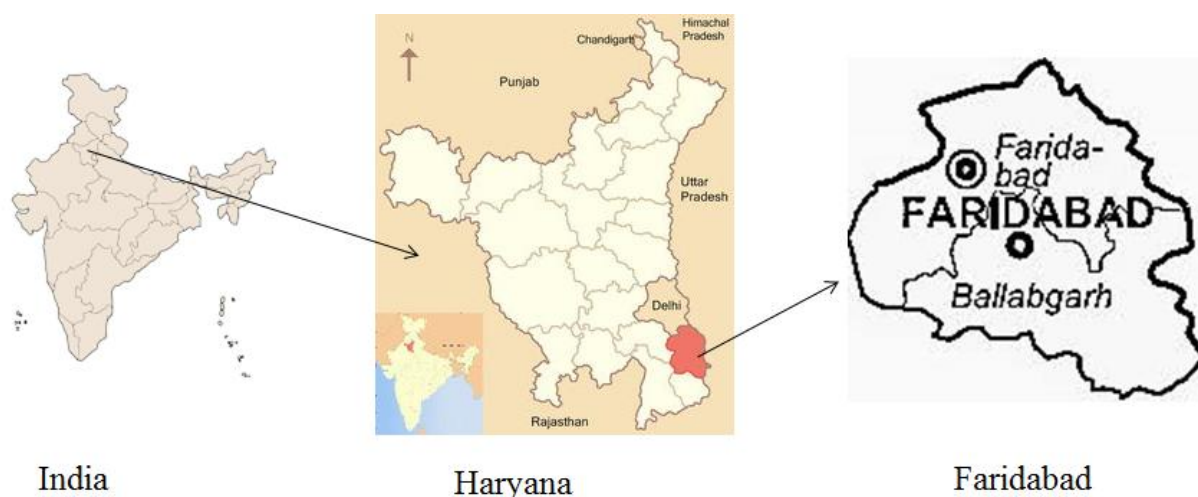 Himachal
Pradesh
Chandigarh
N
Punjab
Uttar
Pradesh
Delhi
Rajasthan
Farida-
bad
FARIDABAD
Ballabgarh
India
Haryana
Faridabad